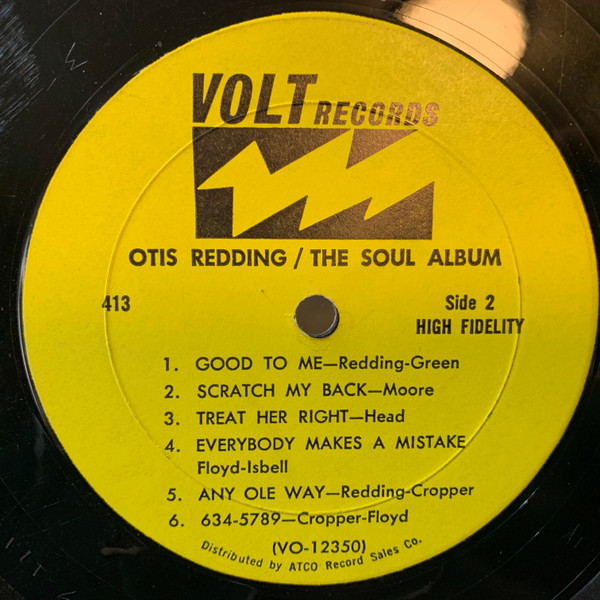 VOLT RECORDS
OTIS REDDING / THE SOUL ALBUM
413
Side 2
HIGH FIDELITY
1. GOOD TO ME—Redding-Green
2. SCRATCH MY BACK—Moore
3. TREAT HER RIGHT—Head
4. EVERYBODY MAKES A MISTAKE
Floyd-Isbell
5. ANY OLE WAY—Redding-Cropper
6. 634-5789—Cropper-Floyd
(VO-12350)
Distributed by ATCO Record Sales Co.